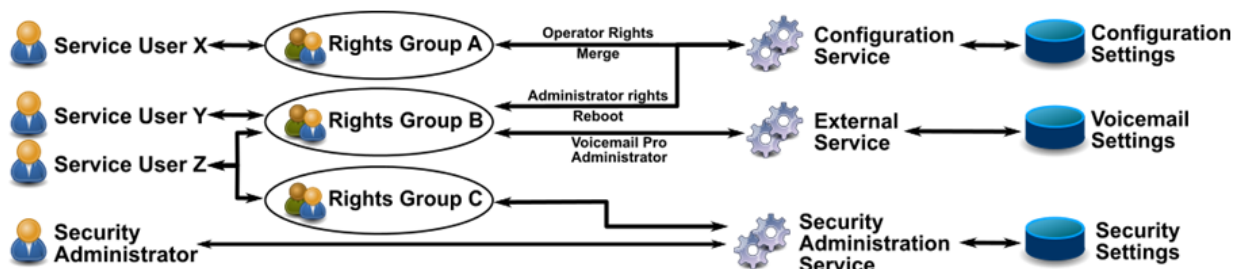 Service User X
Rights Group A
Operator Rights
Merge
Configuration
Service
Configuration
Settings
Service User Y
Rights Group B
Administrator rights
Reboot
Voicemail Pro
Administrator
External
Service
Voicemail
Settings
Service User Z
Rights Group C
Security
Administrator
Security
Administration
Service
Security
Settings